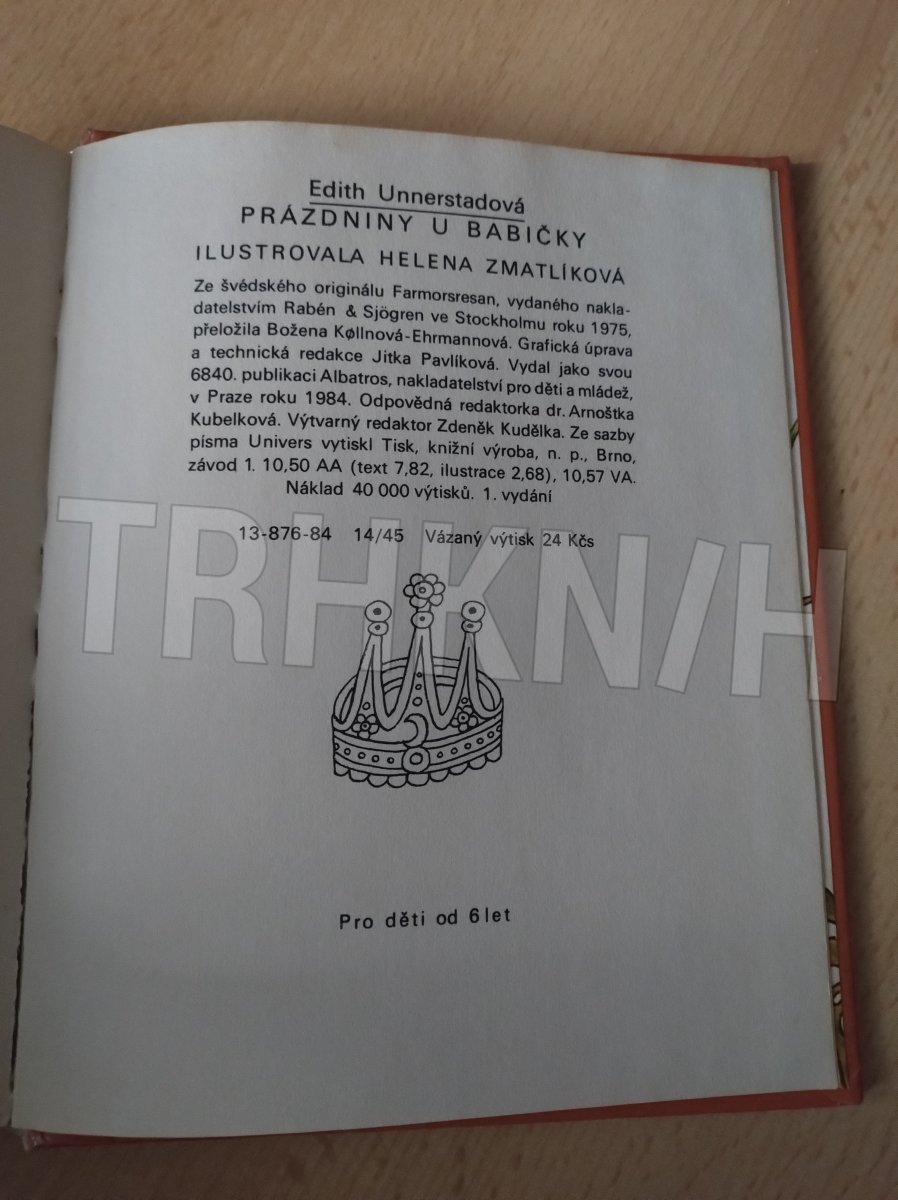 Edith Unnerstadová
PRÁZDNINY U BABIČKY
ILUSTROVALA HELENA ZMATLÍKOVÁ
Ze švédského originálu Farmorsresan, vydaného nakla-
datelstvím Rabén & Sjögren ve Stockholmu roku 1975,
přeložila Božena Køllnová-Ehrmannová. Grafická úprava
a technická redakce Jitka Pavlíková. Vydal jako svou
6840. publikaci Albatros, nakladatelství pro děti a mládež,
v Praze roku 1984. Odpovědná redaktorka dr. Arnoštka
Kubelková. Výtvarný redaktor Zdeněk Kudělka. Ze sazby
písma Univers vytiskl Tisk, knižní výroba, n. p., Brno,
závod 1. 10,50 AA (text 7,82, ilustrace 2,68), 10,57 VA.
Náklad 40 000 výtisků. 1. vydání
13-876-84 14/45 Vázaný výtisk 24 Kčs
TRHKN/H
Pro děti od 6 let